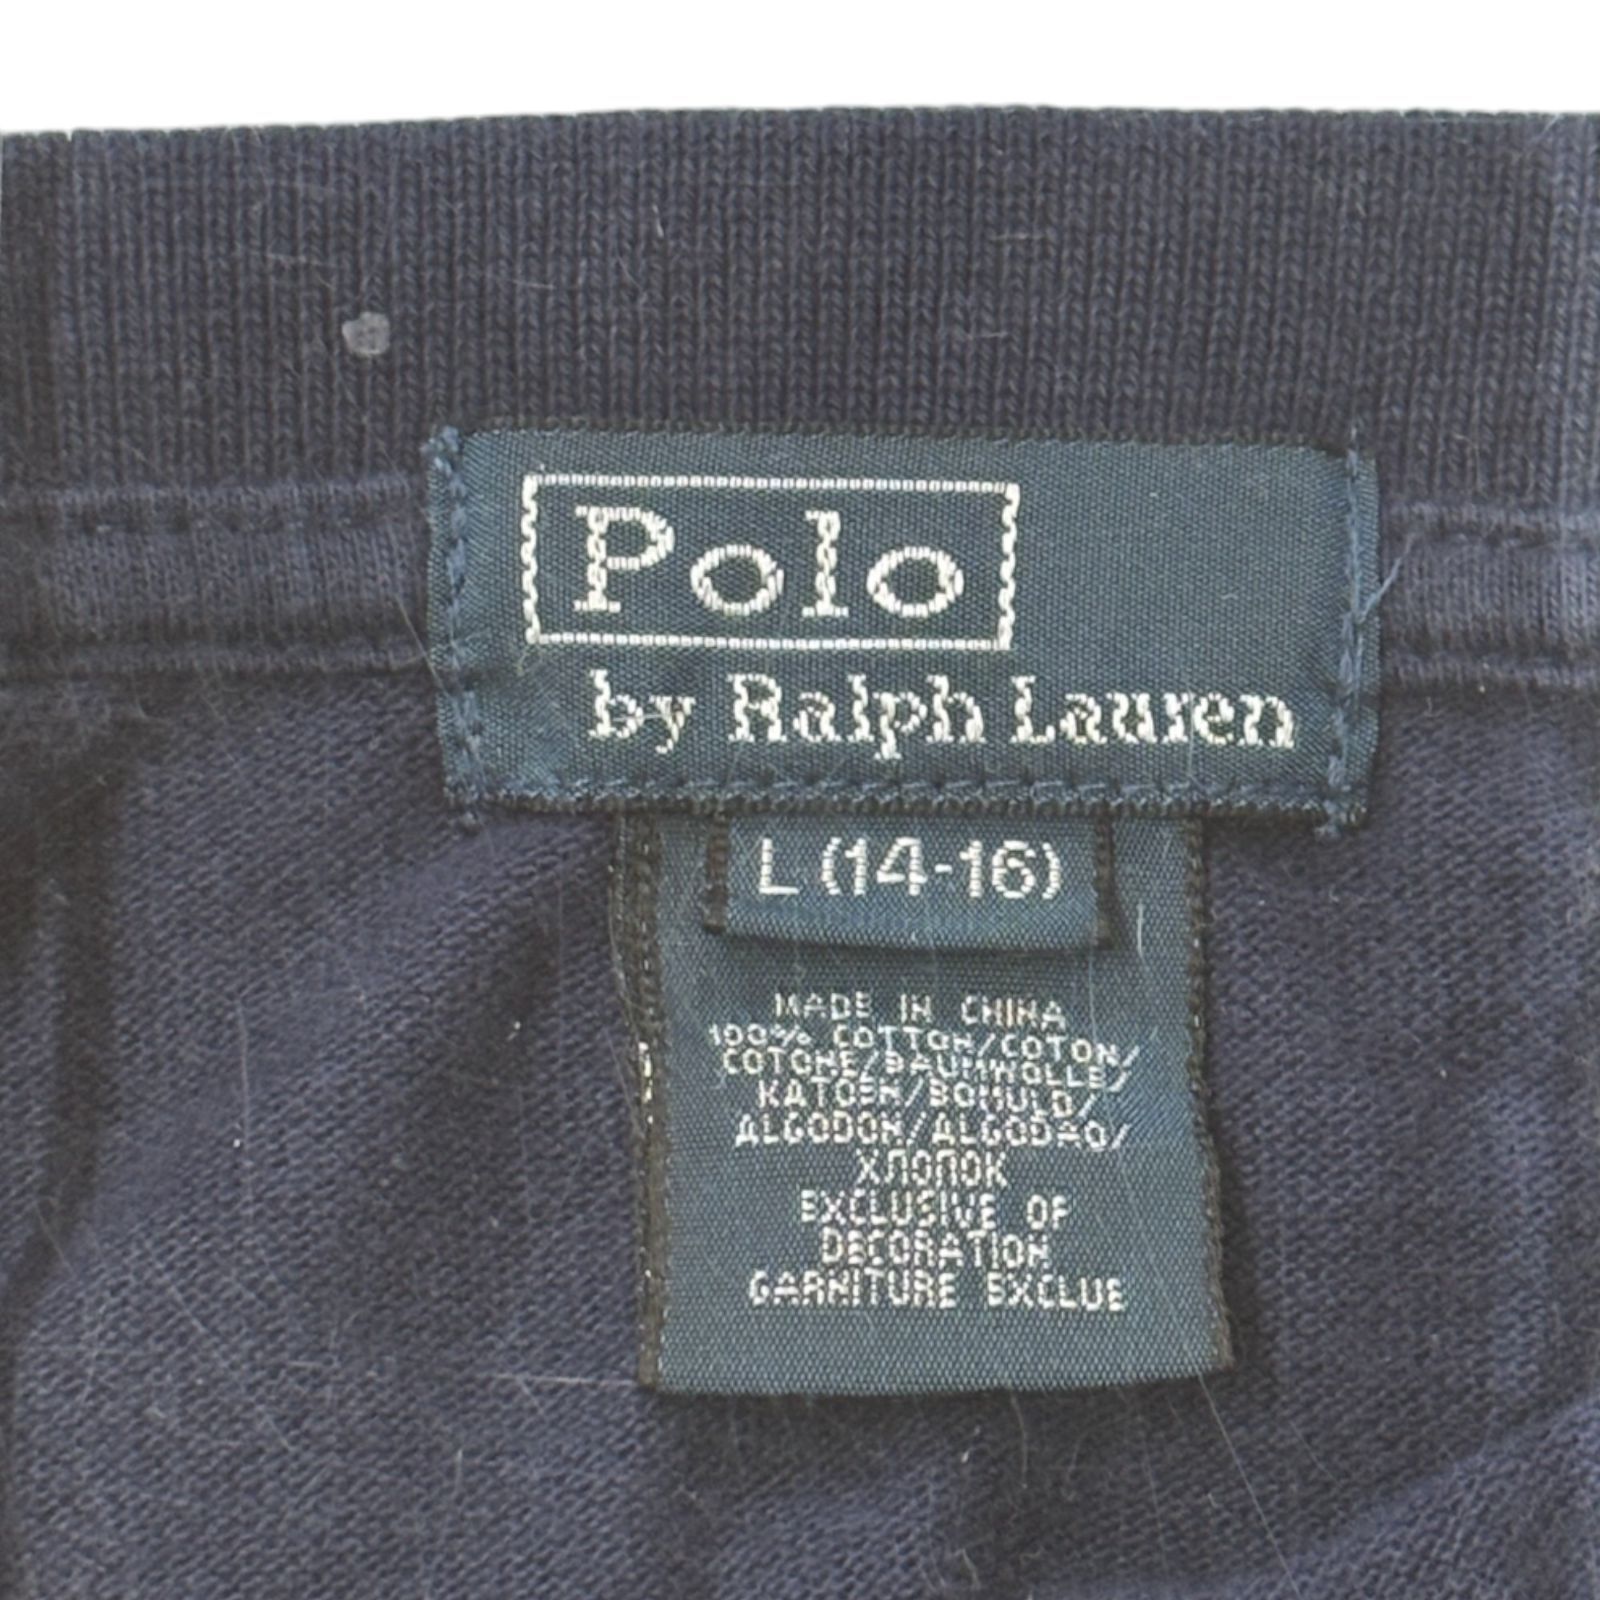 Polo
by Ralph Lauren
L (14-16)
MADE IN CHINA
100% COTTON/COTON/
COTONE/BAUMWOLLE/
KATOEN/BOMULD/
ALGODON/ALGODÃO/
ХЛОПОК
EXCLUSIVE OF
DECORATION
GARNITURE EXCLUE